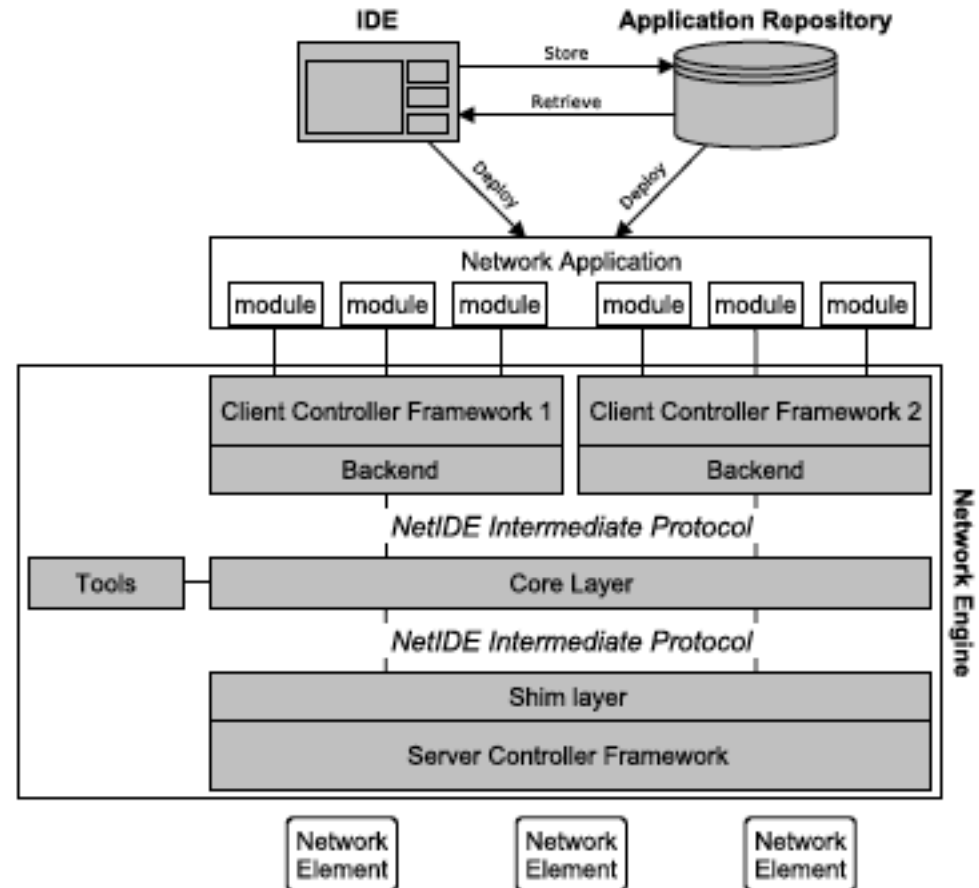 IDE
Application Repository
Store
Retrieve
Deploy
Deploy
Network Application
module
module
module
module
module
module
Client Controller Framework 1
Client Controller Framework 2
Backend
Backend
NetIDE Intermediate Protocol
Tools
Core Layer
NetIDE Intermediate Protocol
Shim layer
Server Controller Framework
Network Engine
Network
Element
Network
Element
Network
Element